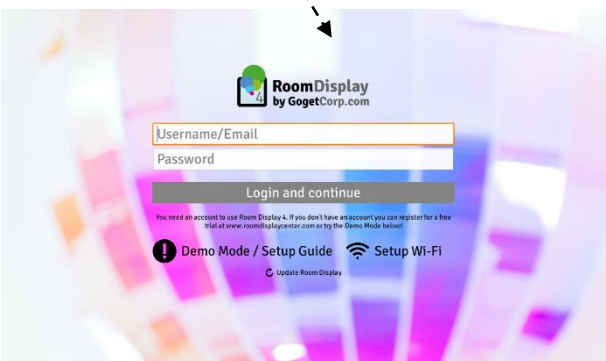 4
RoomDisplay
by GogetCorp.com
Username/Email
Password
Login and continue
You need an account to use Room Display 4. If you don't have an account you can register for a free
trial at www.roomdisplaycenter.com or try the Demo Mode below!
! Demo Mode / Setup Guide Setup Wi-Fi
Update Room Display